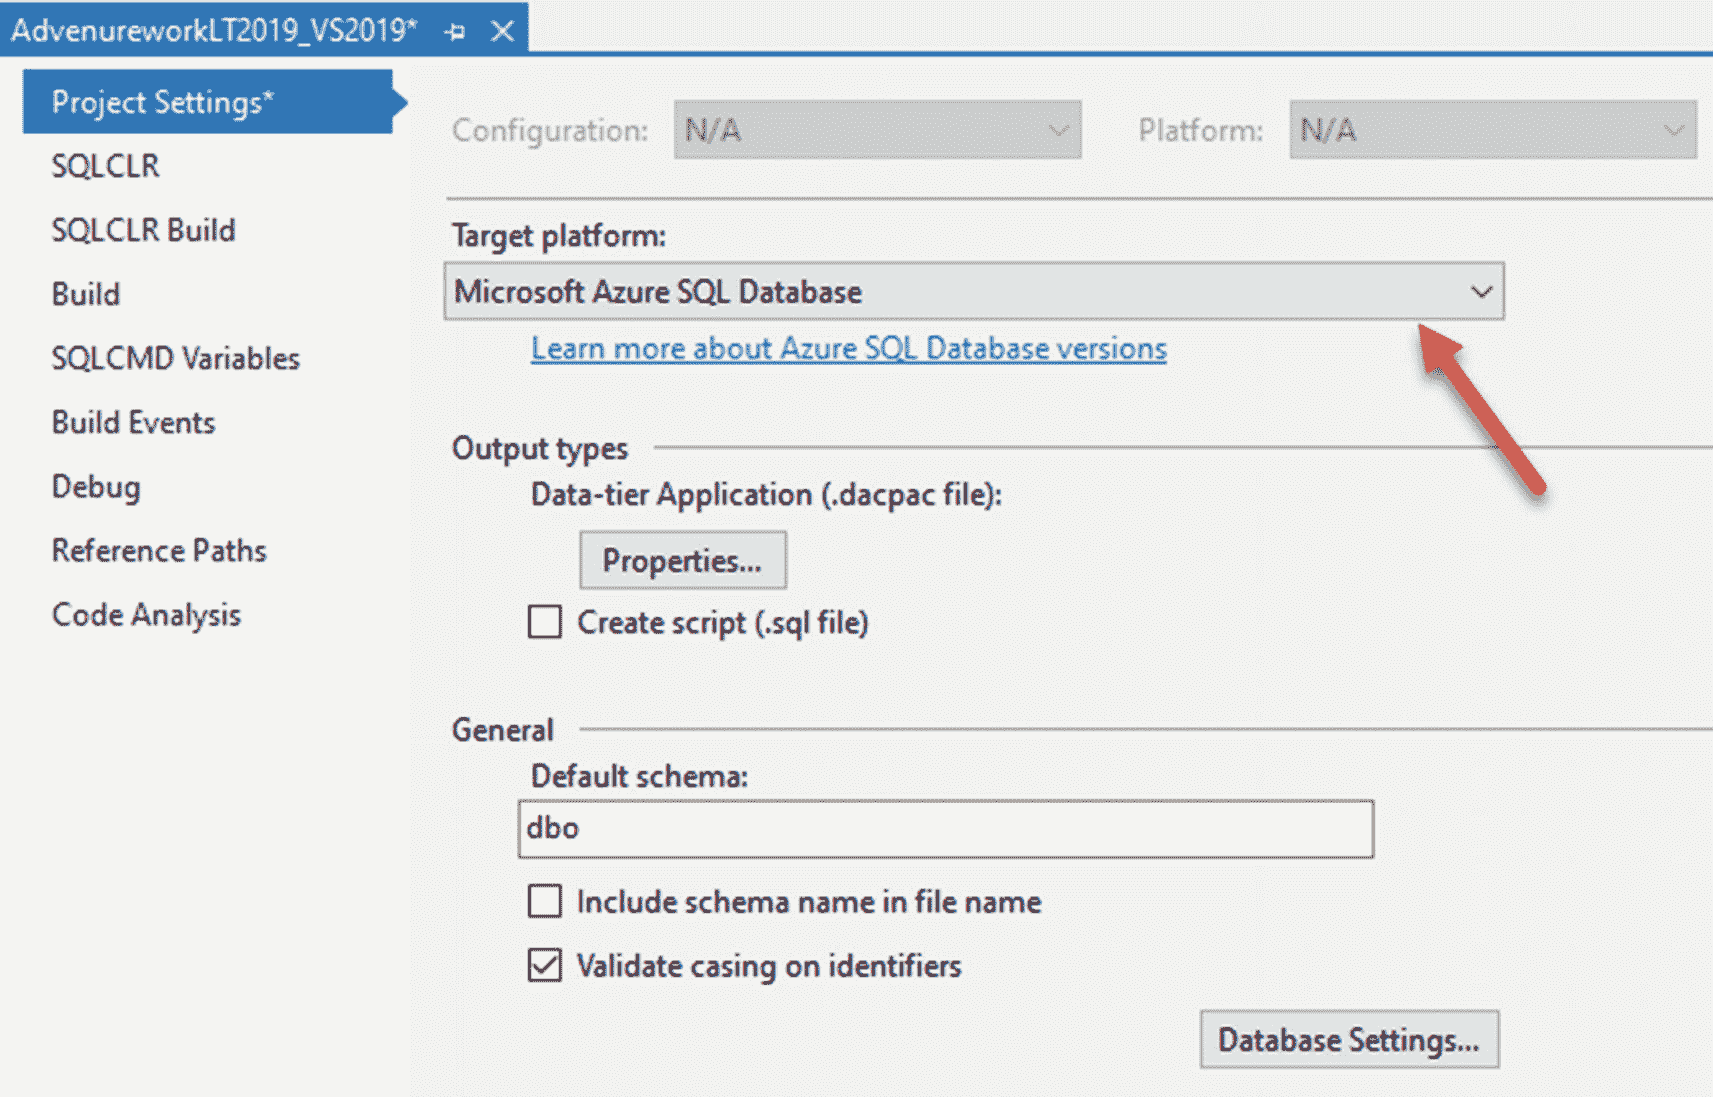 AdvenureworkLT2019_VS2019*
Project Settings*
SQLCLR
SQLCLR Build
Build
SQLCMD Variables
Build Events
Debug
Reference Paths
Code Analysis
Configuration: N/A Platform: N/A
Target platform:
Microsoft Azure SQL Database
Learn more about Azure SQL Database versions
Output types
Data-tier Application (.dacpac file):
Properties...
Create script (.sql file)
General
Default schema:
dbo
Include schema name in file name
Validate casing on identifiers
Database Settings...